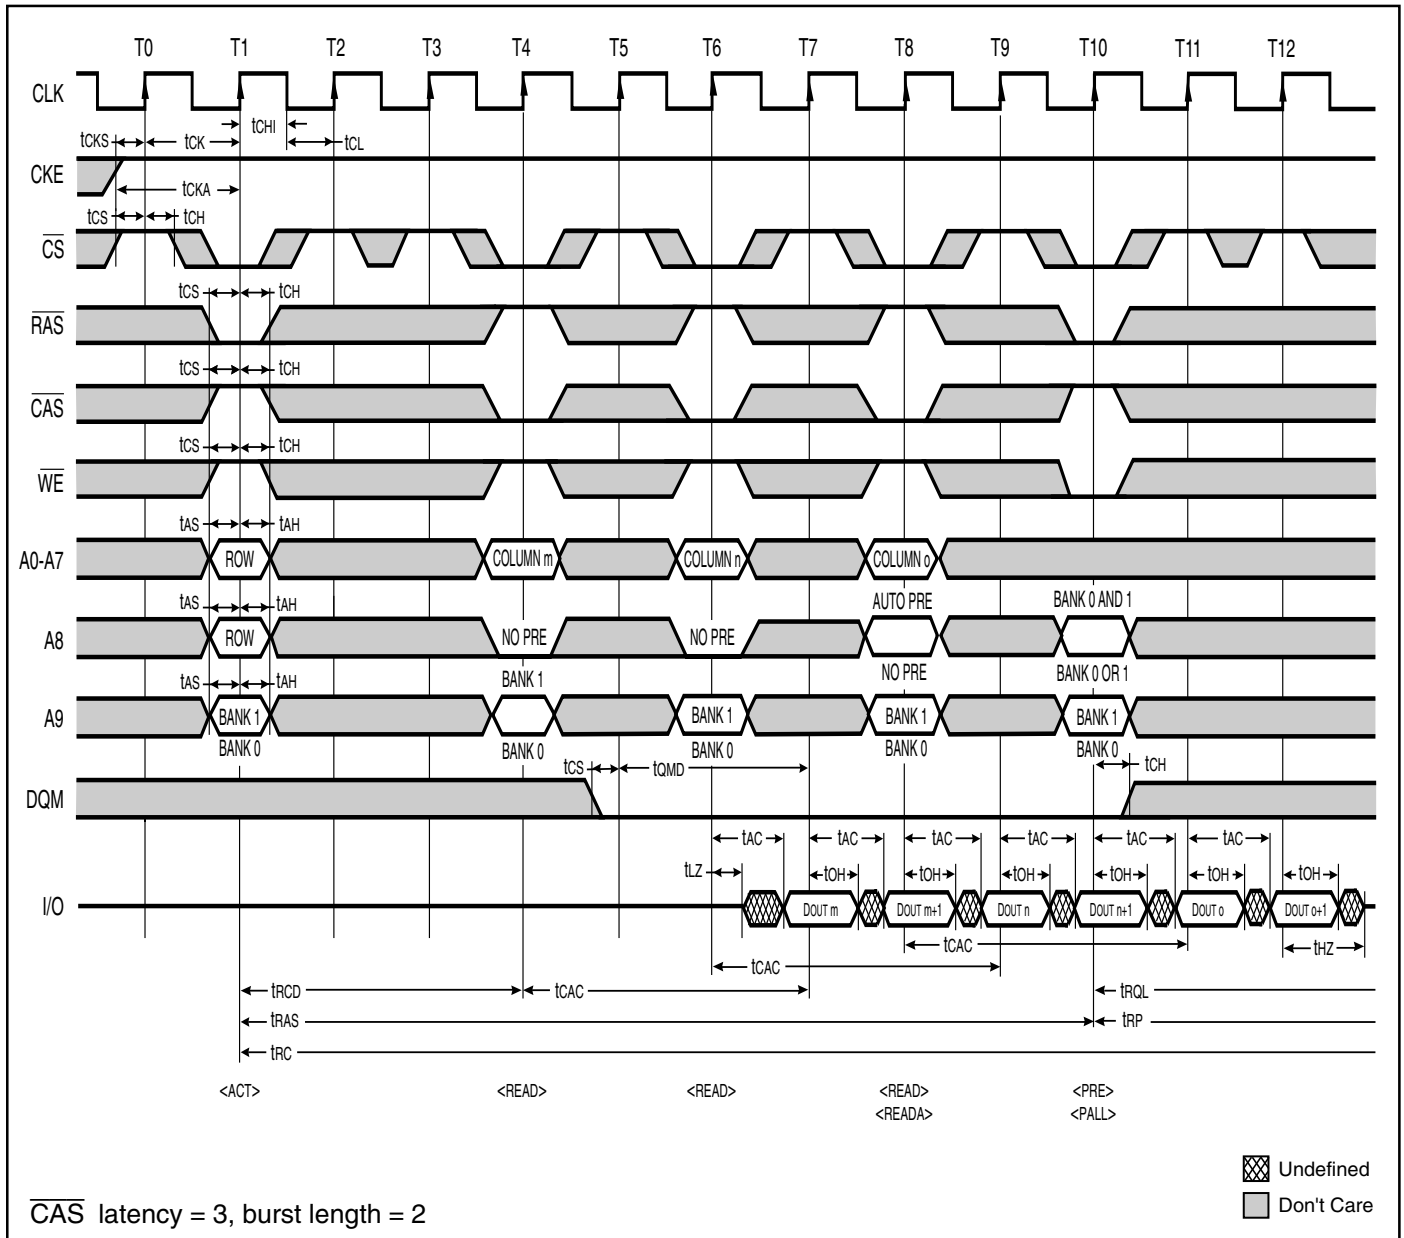 T0 T1 T2 T3 T4 T5 T6 T7 T8 T9 T10 T11 T12
CLK
tCHI
tCKS tCK tCL
CKE
tCKA
tCS tCH
CS
tCS tCH
RAS
tCS tCH
CAS
tCS tCH
WE
tAS tAH
A0-A7 ROW COLUMN m COLUMN n COLUMN o
tAS tAH AUTO PRE BANK 0 AND 1
A8 ROW NO PRE NO PRE
tAS tAH BANK 1 NO PRE BANK 0 OR 1
A9 BANK 1 BANK 1 BANK 1 BANK 1
BANK 0 BANK 0 BANK 0 BANK 0 BANK 0
tCS tQMD tCH
DQM
tAC tAC tAC tAC tAC tAC
tLZ tOH tOH tOH tOH tOH tOH
I/O DOUT m DOUT m+1 DOUT n DOUT n+1 DOUT o DOUT o+1
tCAC tHZ
tCAC
tRCD tCAC tRQL
tRAS tRP
tRC
<ACT> <READ> <READ> <READ> <PRE>
<READA> <PALL>
Undefined
Don't Care
CAS latency = 3, burst length = 2